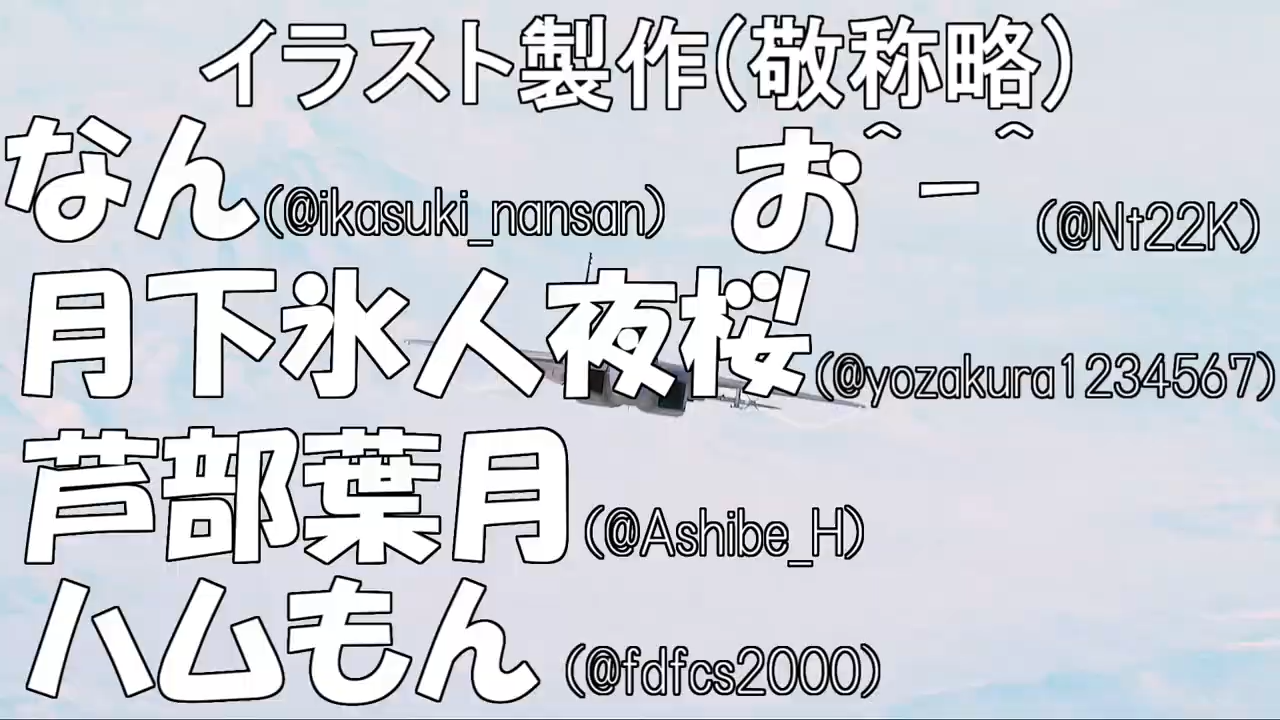 イラスト製作(敬称略)
なん(@ikasuki_nansan) お^-^(@Nt22K)
月下氷人夜桜(@yozakura1234567)
芦部葉月(@Ashibe_H)
ハムもん(@fdfcs2000)